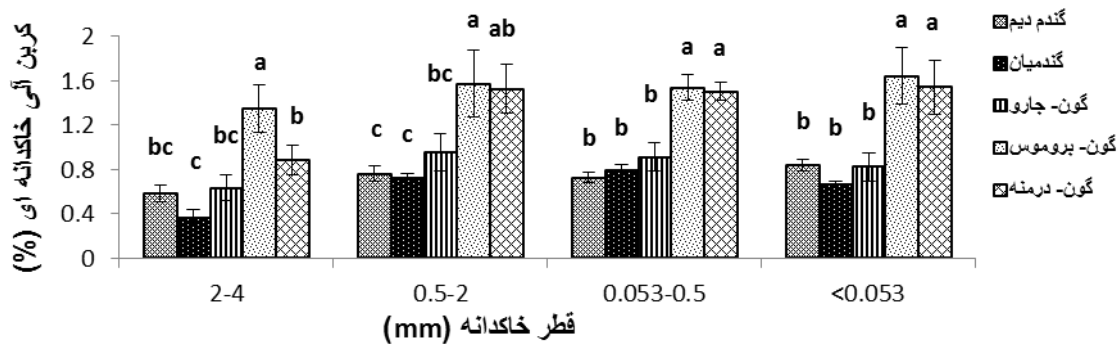 کربن آلی خاکدانه ای (%)
2
1.6
1.2
0.8
0.4
0
bc c bc a b
c c bc a ab
b b b a a
b b b a a
2-4 0.5-2 0.053-0.5 <0.053
قطر خاکدانه (mm)
گندم دیم
گندمیان
گون- جارو
گون- بروموس
گون- درمنه